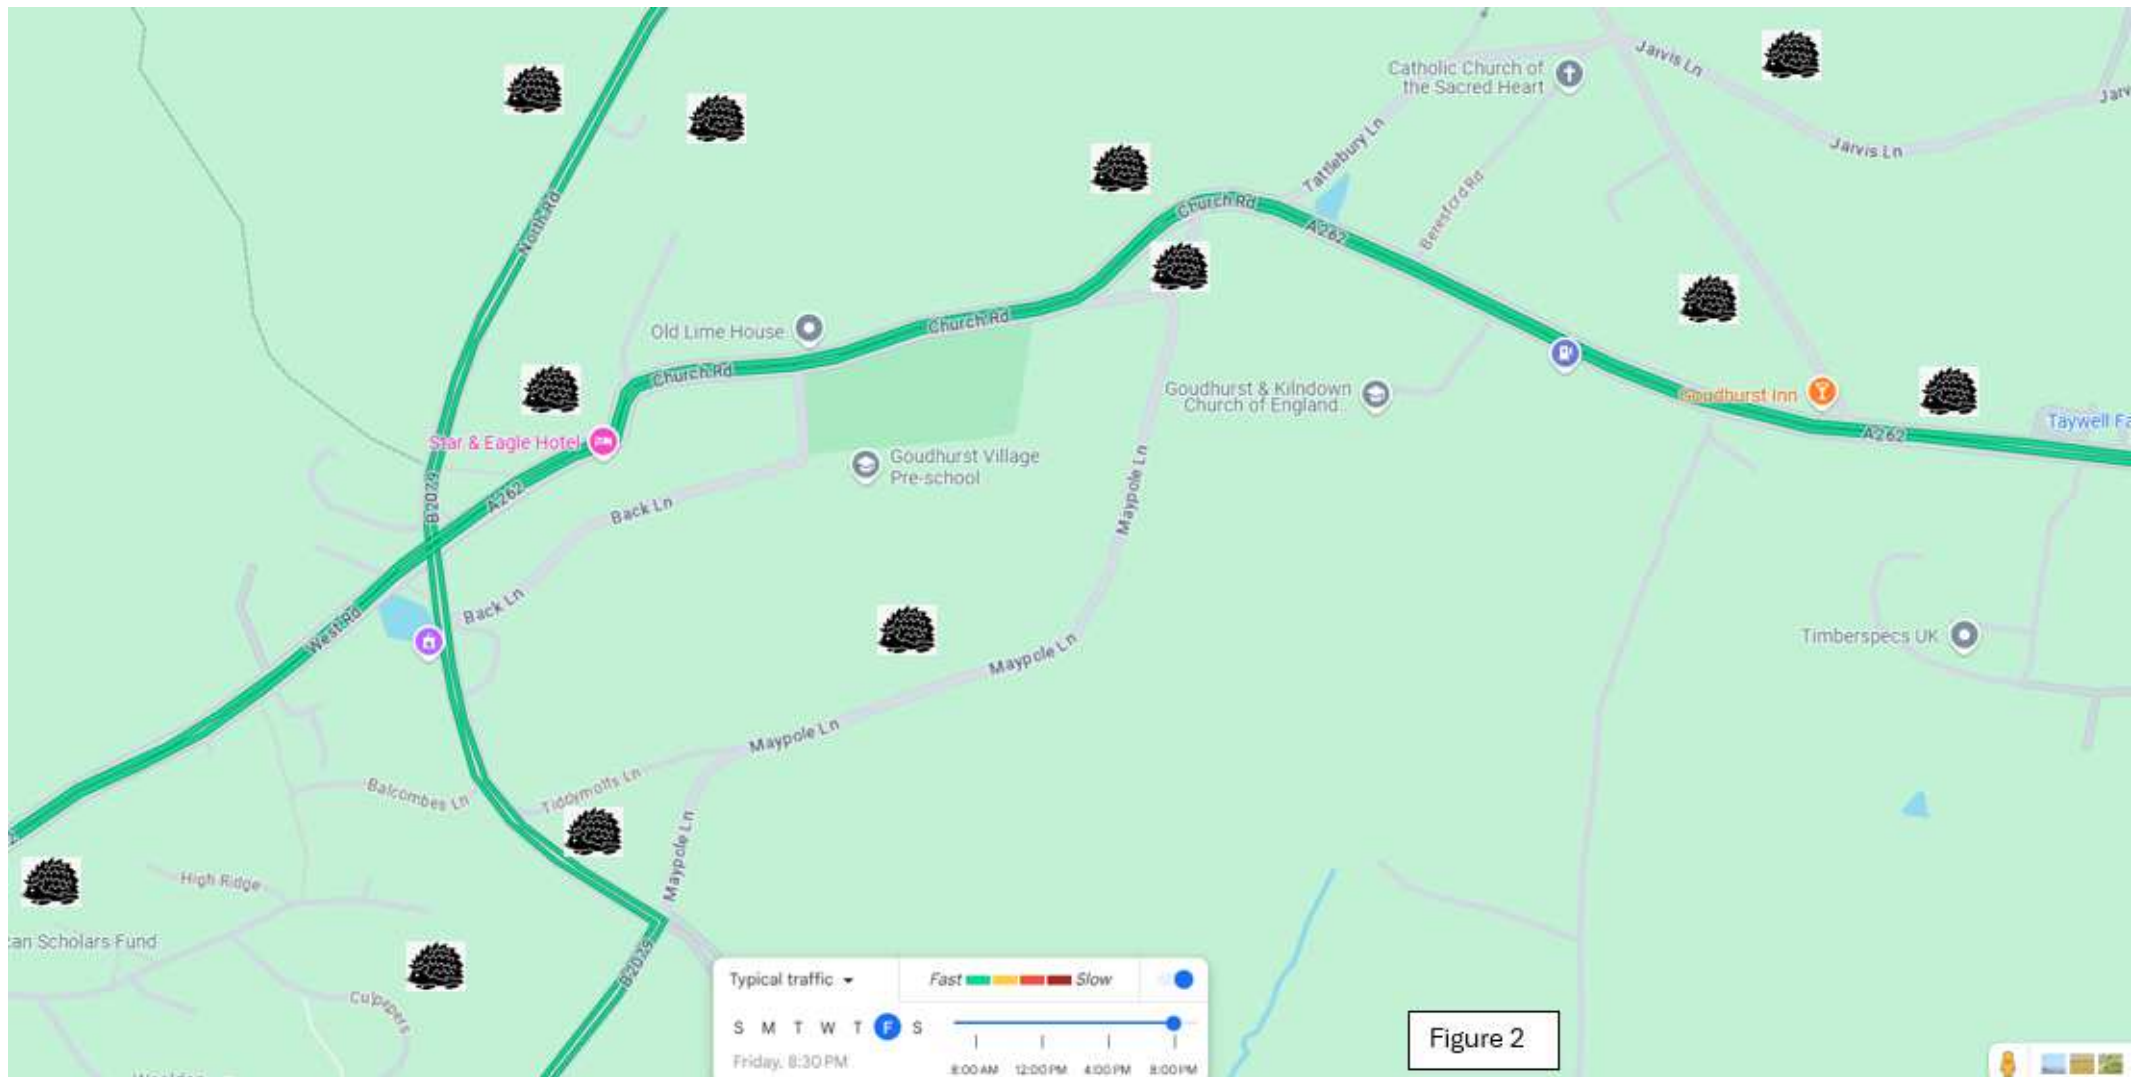 Catholic Church of
the Sacred Heart
Jarvis Ln
Jarvis Ln
Tattlebury Ln
Beresford Rd
North Rd
Church Rd
A262
Old Lime House
Church Rd
Church Rd
Goudhurst & Kilndown
Church of England
Goudhurst Inn
A262
Star & Eagle Hotel
B2079
A262
Goudhurst Village
Pre-school
Back Ln
Maypole Ln
Taywell
Back Ln
West Rd
Maypole Ln
Timberspecs UK
Maypole Ln
Balcombes Ln
Tiddymotts Ln
Maypole Ln
High Ridge
Scholars Fund
Culpepers
B2079
Typical traffic
Fast
Slow
S M T W T F S
Friday, 8:30 PM
8:00 AM 12:00 PM 4:00 PM 8:00 PM
Figure 2